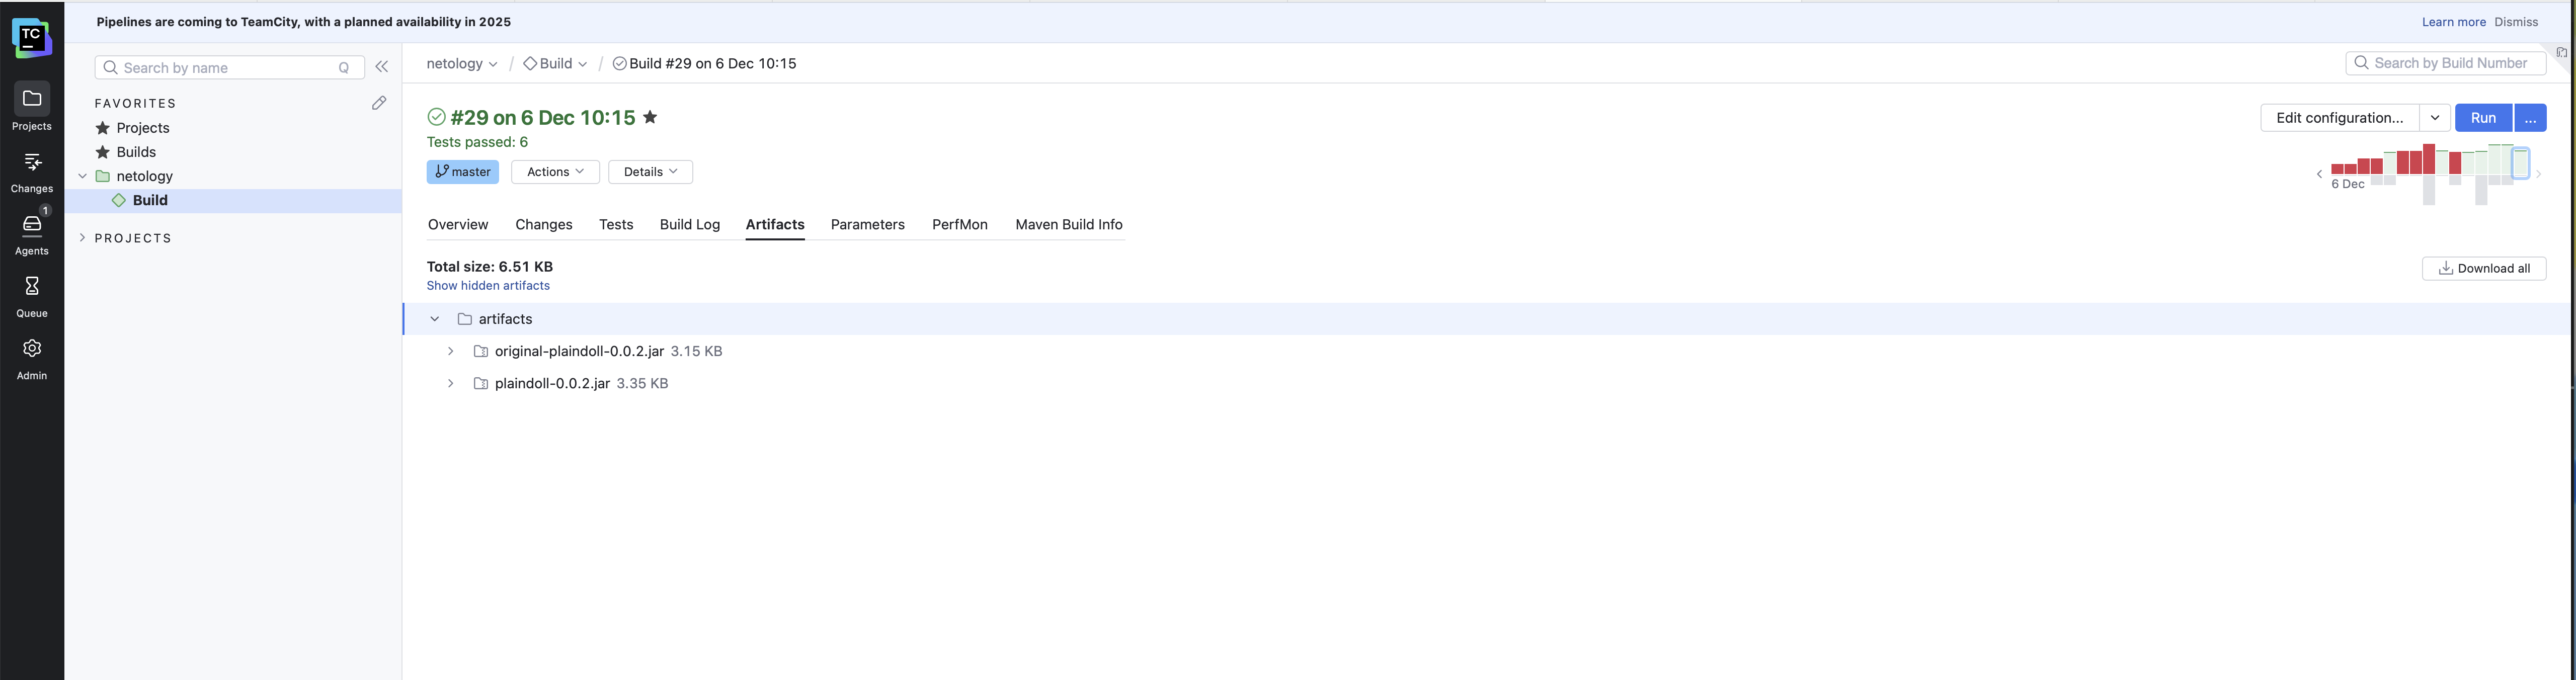 Pipelines are coming to TeamCity, with a planned availability in 2025
Learn more Dismiss
TC
Projects
Changes
1
Agents
Queue
Admin
Search by name Q
FAVORITES
Projects
Builds
netology
Build
PROJECTS
netology / Build / Build #29 on 6 Dec 10:15
Search by Build Number
#29 on 6 Dec 10:15
Tests passed: 6
master Actions Details
Edit configuration... Run ...
6 Dec
Overview Changes Tests Build Log Artifacts Parameters PerfMon Maven Build Info
Total size: 6.51 KB
Show hidden artifacts
Download all
artifacts
original-plaindoll-0.0.2.jar 3.15 KB
plaindoll-0.0.2.jar 3.35 KB